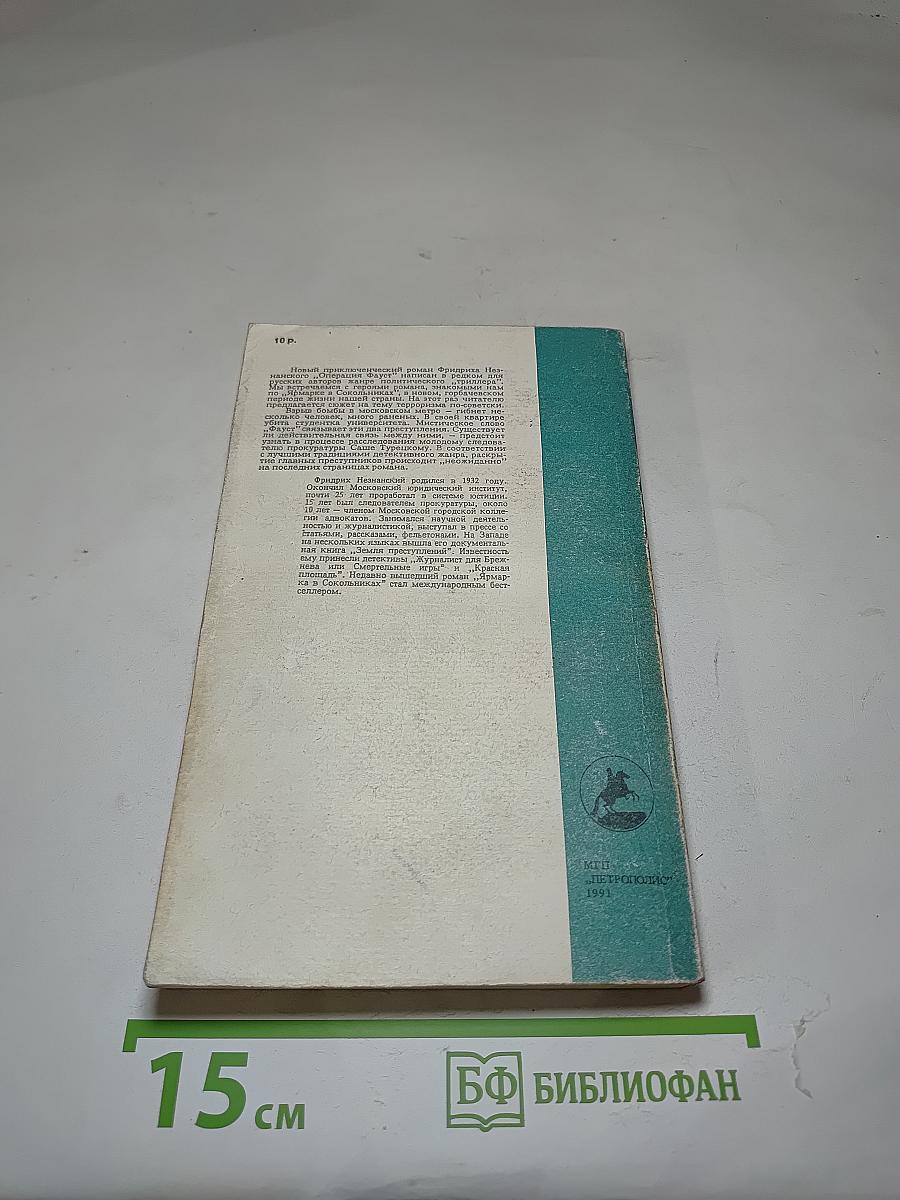 10 р.
Новый приключенческий роман Фридриха Нез-
нанского „Операция Фауст" написан в редком для
русских авторов жанре политического „триллера".
Мы встречаемся с героями романа, знакомыми нам
по „Ярмарке в Сокольниках", в новом, горбачевском
периоде жизни нашей страны. На этот раз читателю
предлагается сюжет на тему терроризма по-советски.
Взрыв бомбы в московском метро — гибнет не-
сколько человек, много раненых. В своей квартире
убита студентка университета. Мистическое слово
„Фауст" связывает эти два преступления. Существует
ли действительная связь между ними, — предстоит
узнать в процессе расследования молодому следова-
телю прокуратуры Саше Турецкому. В соответствии
с лучшими традициями детективного жанра, раскры-
тие главных преступников происходит „неожиданно"
на последних страницах романа.
Фридрих Незнанский родился в 1932 году.
Окончил Московский юридический институт,
почти 25 лет проработал в системе юстиции.
15 лет был следователем прокуратуры, около
10 лет — членом Московской городской колле-
гии адвокатов. Занимался научной деятель-
ностью и журналистикой, выступал в прессе со
статьями, рассказами, фельетонами. На Западе
на нескольких языках вышла его документаль-
ная книга „Земля преступлений". Известность
ему принесли детективы „Журналист для Бреж-
нева или Смертельные игры" и „Красная
площадь". Недавно вышедший роман „Ярмар-
ка в Сокольниках" стал международным бест-
селлером.
МГП
„ПЕТРОПОЛИС"
1991
15 см
БФ БИБЛИОФАН